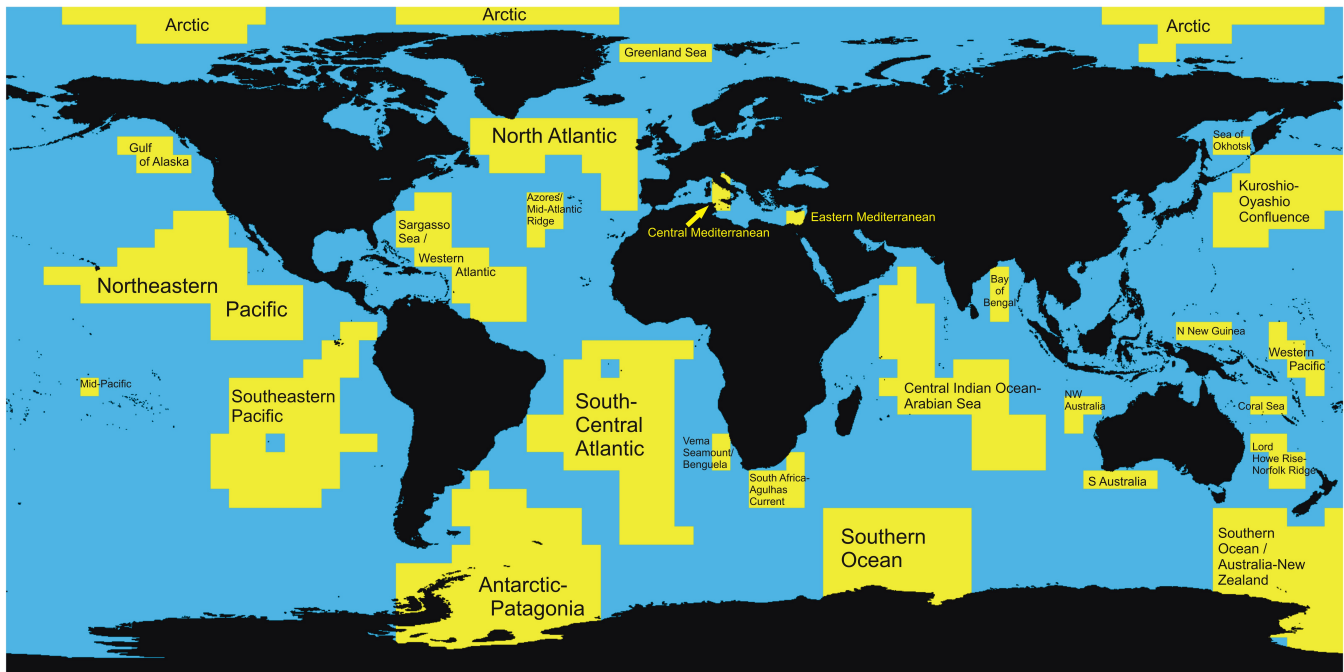 Arctic
Arctic
Arctic
Greenland Sea
North Atlantic
Gulf
of Alaska
Sea of
Okhotsk
Kuroshio-
Oyashio
Confluence
Azores/
Mid-Atlantic
Ridge
Sargasso
Sea /
Western
Atlantic
Central Mediterranean
Eastern Mediterranean
Northeastern
Pacific
Bay
of
Bengal
N New Guinea
Western
Pacific
Mid-Pacific
Southeastern
Pacific
South-
Central
Atlantic
Central Indian Ocean-
Arabian Sea
NW
Australia
Coral Sea
Vema
Seamount/
Benguela
Lord
Howe Rise-
Norfolk Ridge
South Africa-
Agulhas
Current
S Australia
Southern
Ocean
Southern
Ocean /
Australia-New
Zealand
Antarctic-
Patagonia